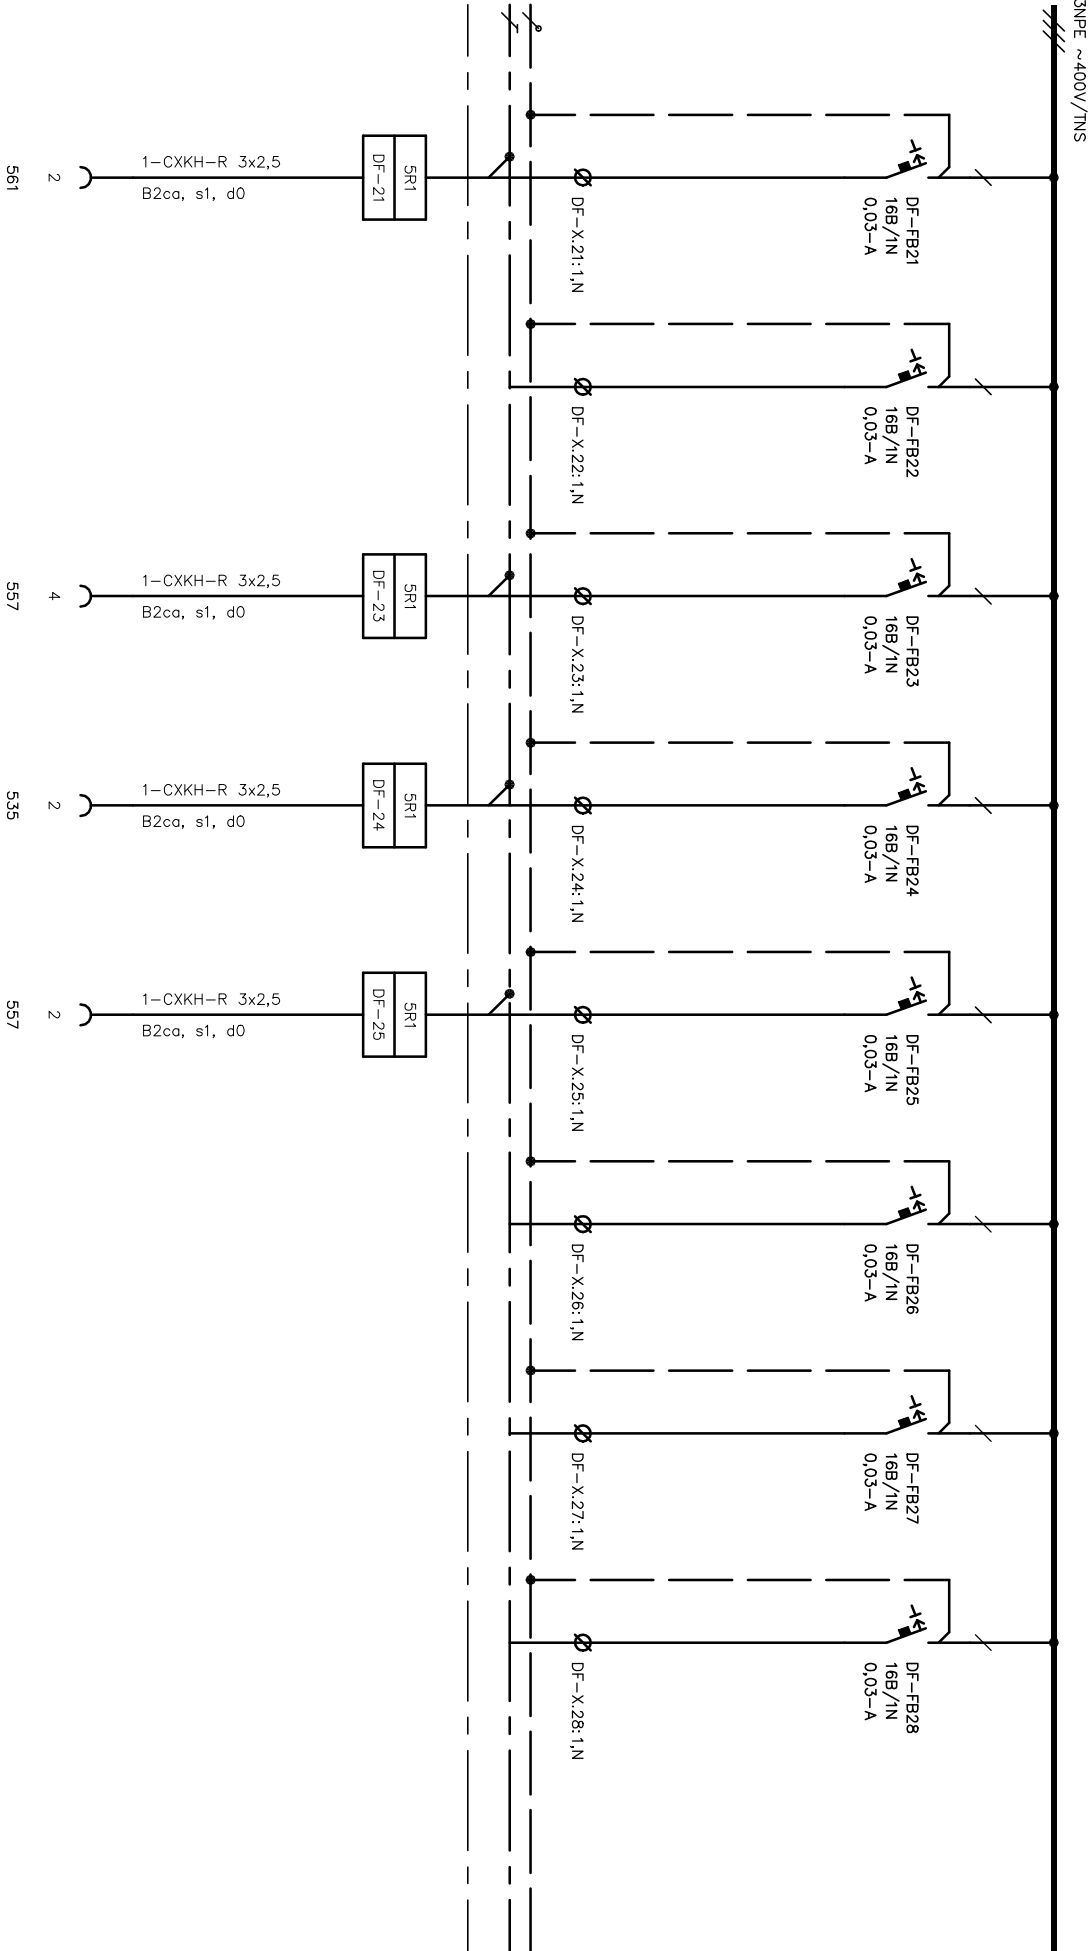 3NPE ~400V/TNS
DF-FB21
16B/1N
0,03-A
DF-X.21:1,N
5R1
DF-21
1-CXKH-R 3x2,5
B2ca, s1, d0
2
561
DF-FB22
16B/1N
0,03-A
DF-X.22:1,N
DF-FB23
16B/1N
0,03-A
DF-X.23:1,N
5R1
DF-23
1-CXKH-R 3x2,5
B2ca, s1, d0
4
557
DF-FB24
16B/1N
0,03-A
DF-X.24:1,N
5R1
DF-24
1-CXKH-R 3x2,5
B2ca, s1, d0
2
535
DF-FB25
16B/1N
0,03-A
DF-X.25:1,N
5R1
DF-25
1-CXKH-R 3x2,5
B2ca, s1, d0
2
557
DF-FB26
16B/1N
0,03-A
DF-X.26:1,N
DF-FB27
16B/1N
0,03-A
DF-X.27:1,N
DF-FB28
16B/1N
0,03-A
DF-X.28:1,N